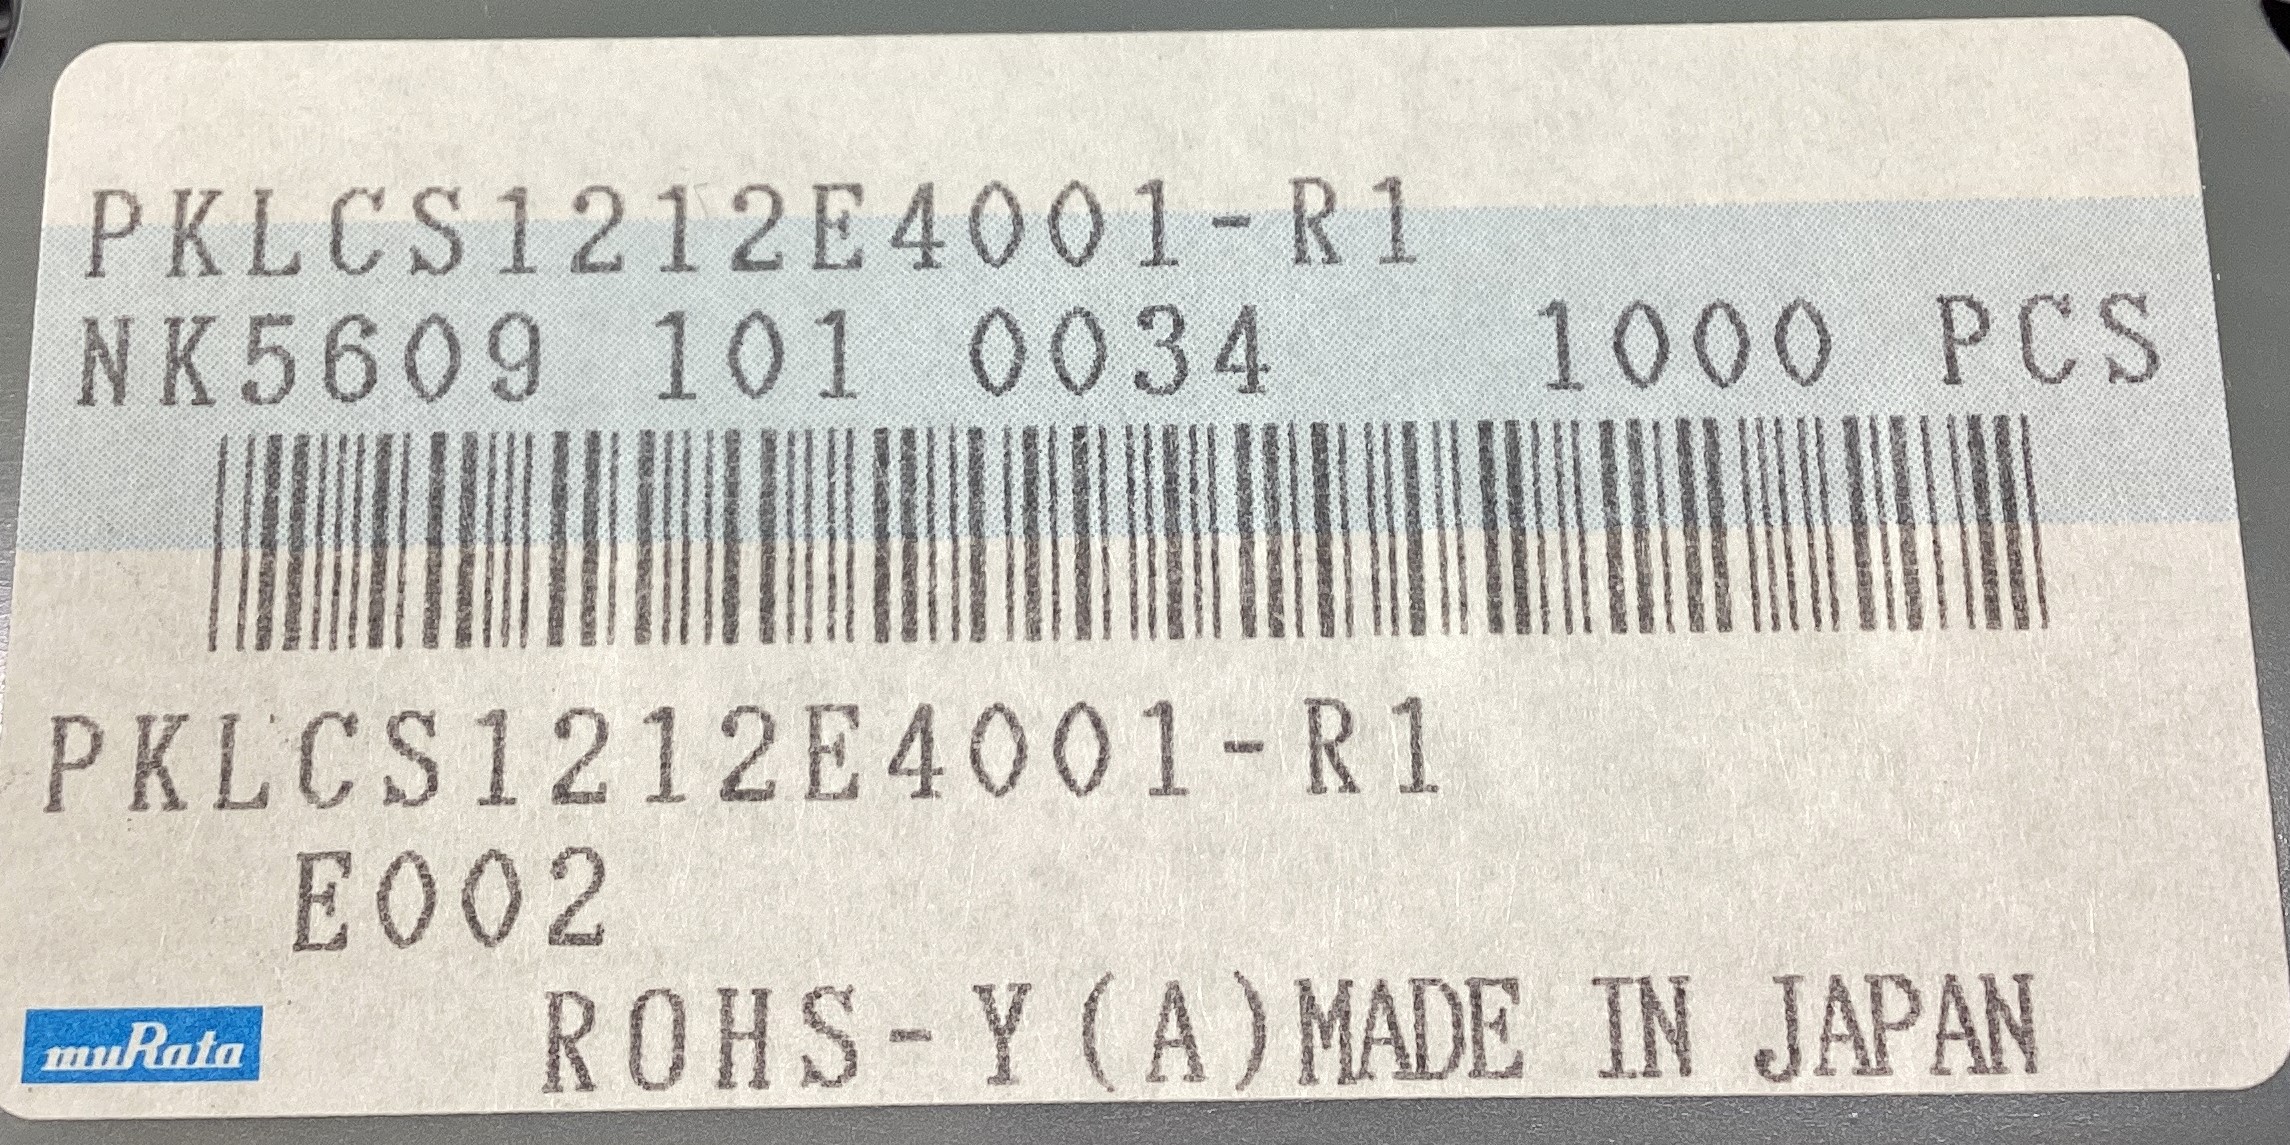 PKLCS1212E4001-R1
NK5609 101 0034 1000 PCS
PKLCS1212E4001-R1
E002
muRata
ROHS-Y(A)MADE IN JAPAN